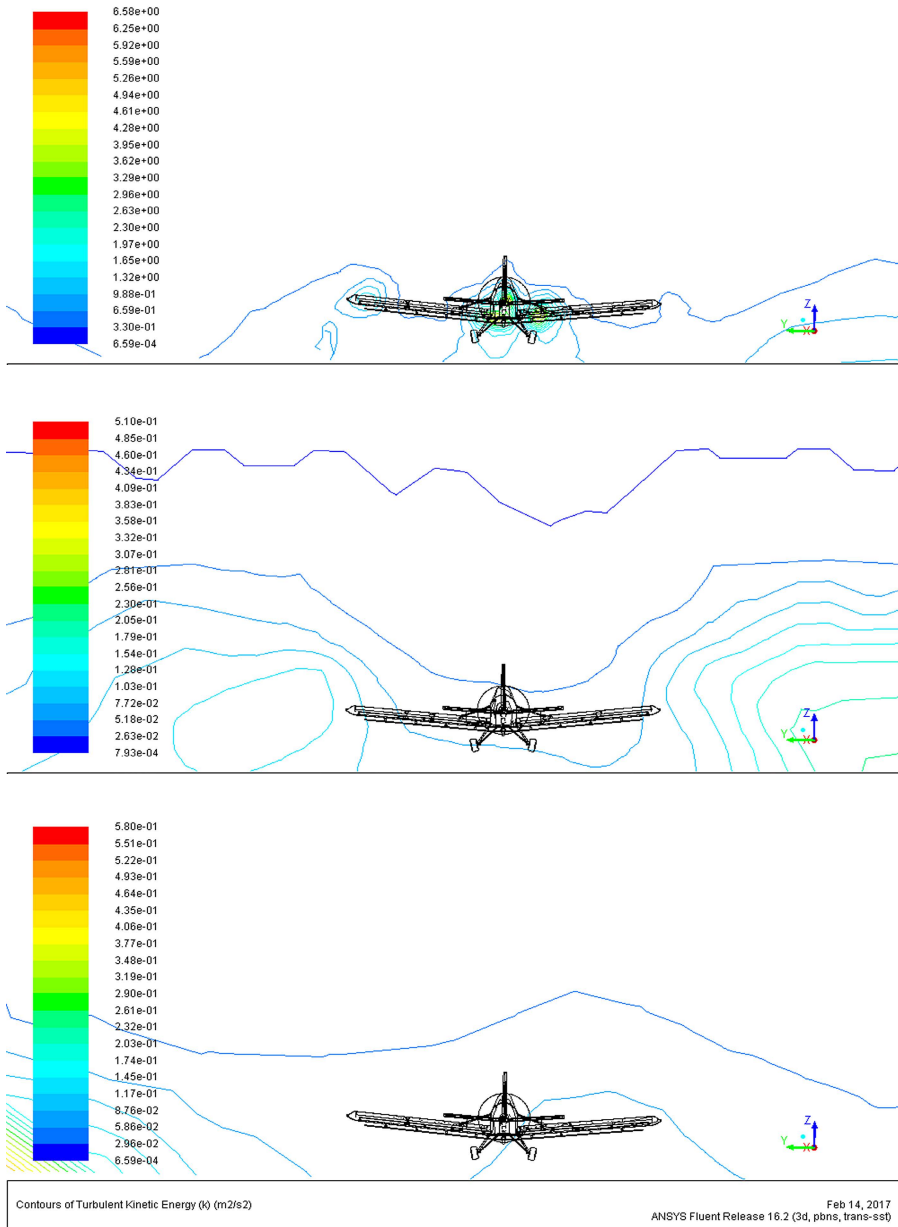 6.58e+00
6.25e+00
5.92e+00
5.59e+00
5.26e+00
4.94e+00
4.61e+00
4.28e+00
3.95e+00
3.62e+00
3.29e+00
2.96e+00
2.63e+00
2.30e+00
1.97e+00
1.65e+00
1.32e+00
9.88e-01
6.59e-01
3.30e-01
6.59e-04
Z
Y
X
5.10e-01
4.85e-01
4.60e-01
4.34e-01
4.09e-01
3.83e-01
3.58e-01
3.32e-01
3.07e-01
2.81e-01
2.56e-01
2.30e-01
2.05e-01
1.79e-01
1.54e-01
1.28e-01
1.03e-01
7.72e-02
5.18e-02
2.63e-02
7.93e-04
Z
Y
X
5.80e-01
5.51e-01
5.22e-01
4.93e-01
4.64e-01
4.35e-01
4.06e-01
3.77e-01
3.48e-01
3.19e-01
2.90e-01
2.61e-01
2.32e-01
2.03e-01
1.74e-01
1.45e-01
1.17e-01
8.76e-02
5.86e-02
2.96e-02
6.59e-04
Z
Y
X
Contours of Turbulent Kinetic Energy (k) (m2/s2)
Feb 14, 2017
ANSYS Fluent Release 16.2 (3d, pbns, trans-sst)